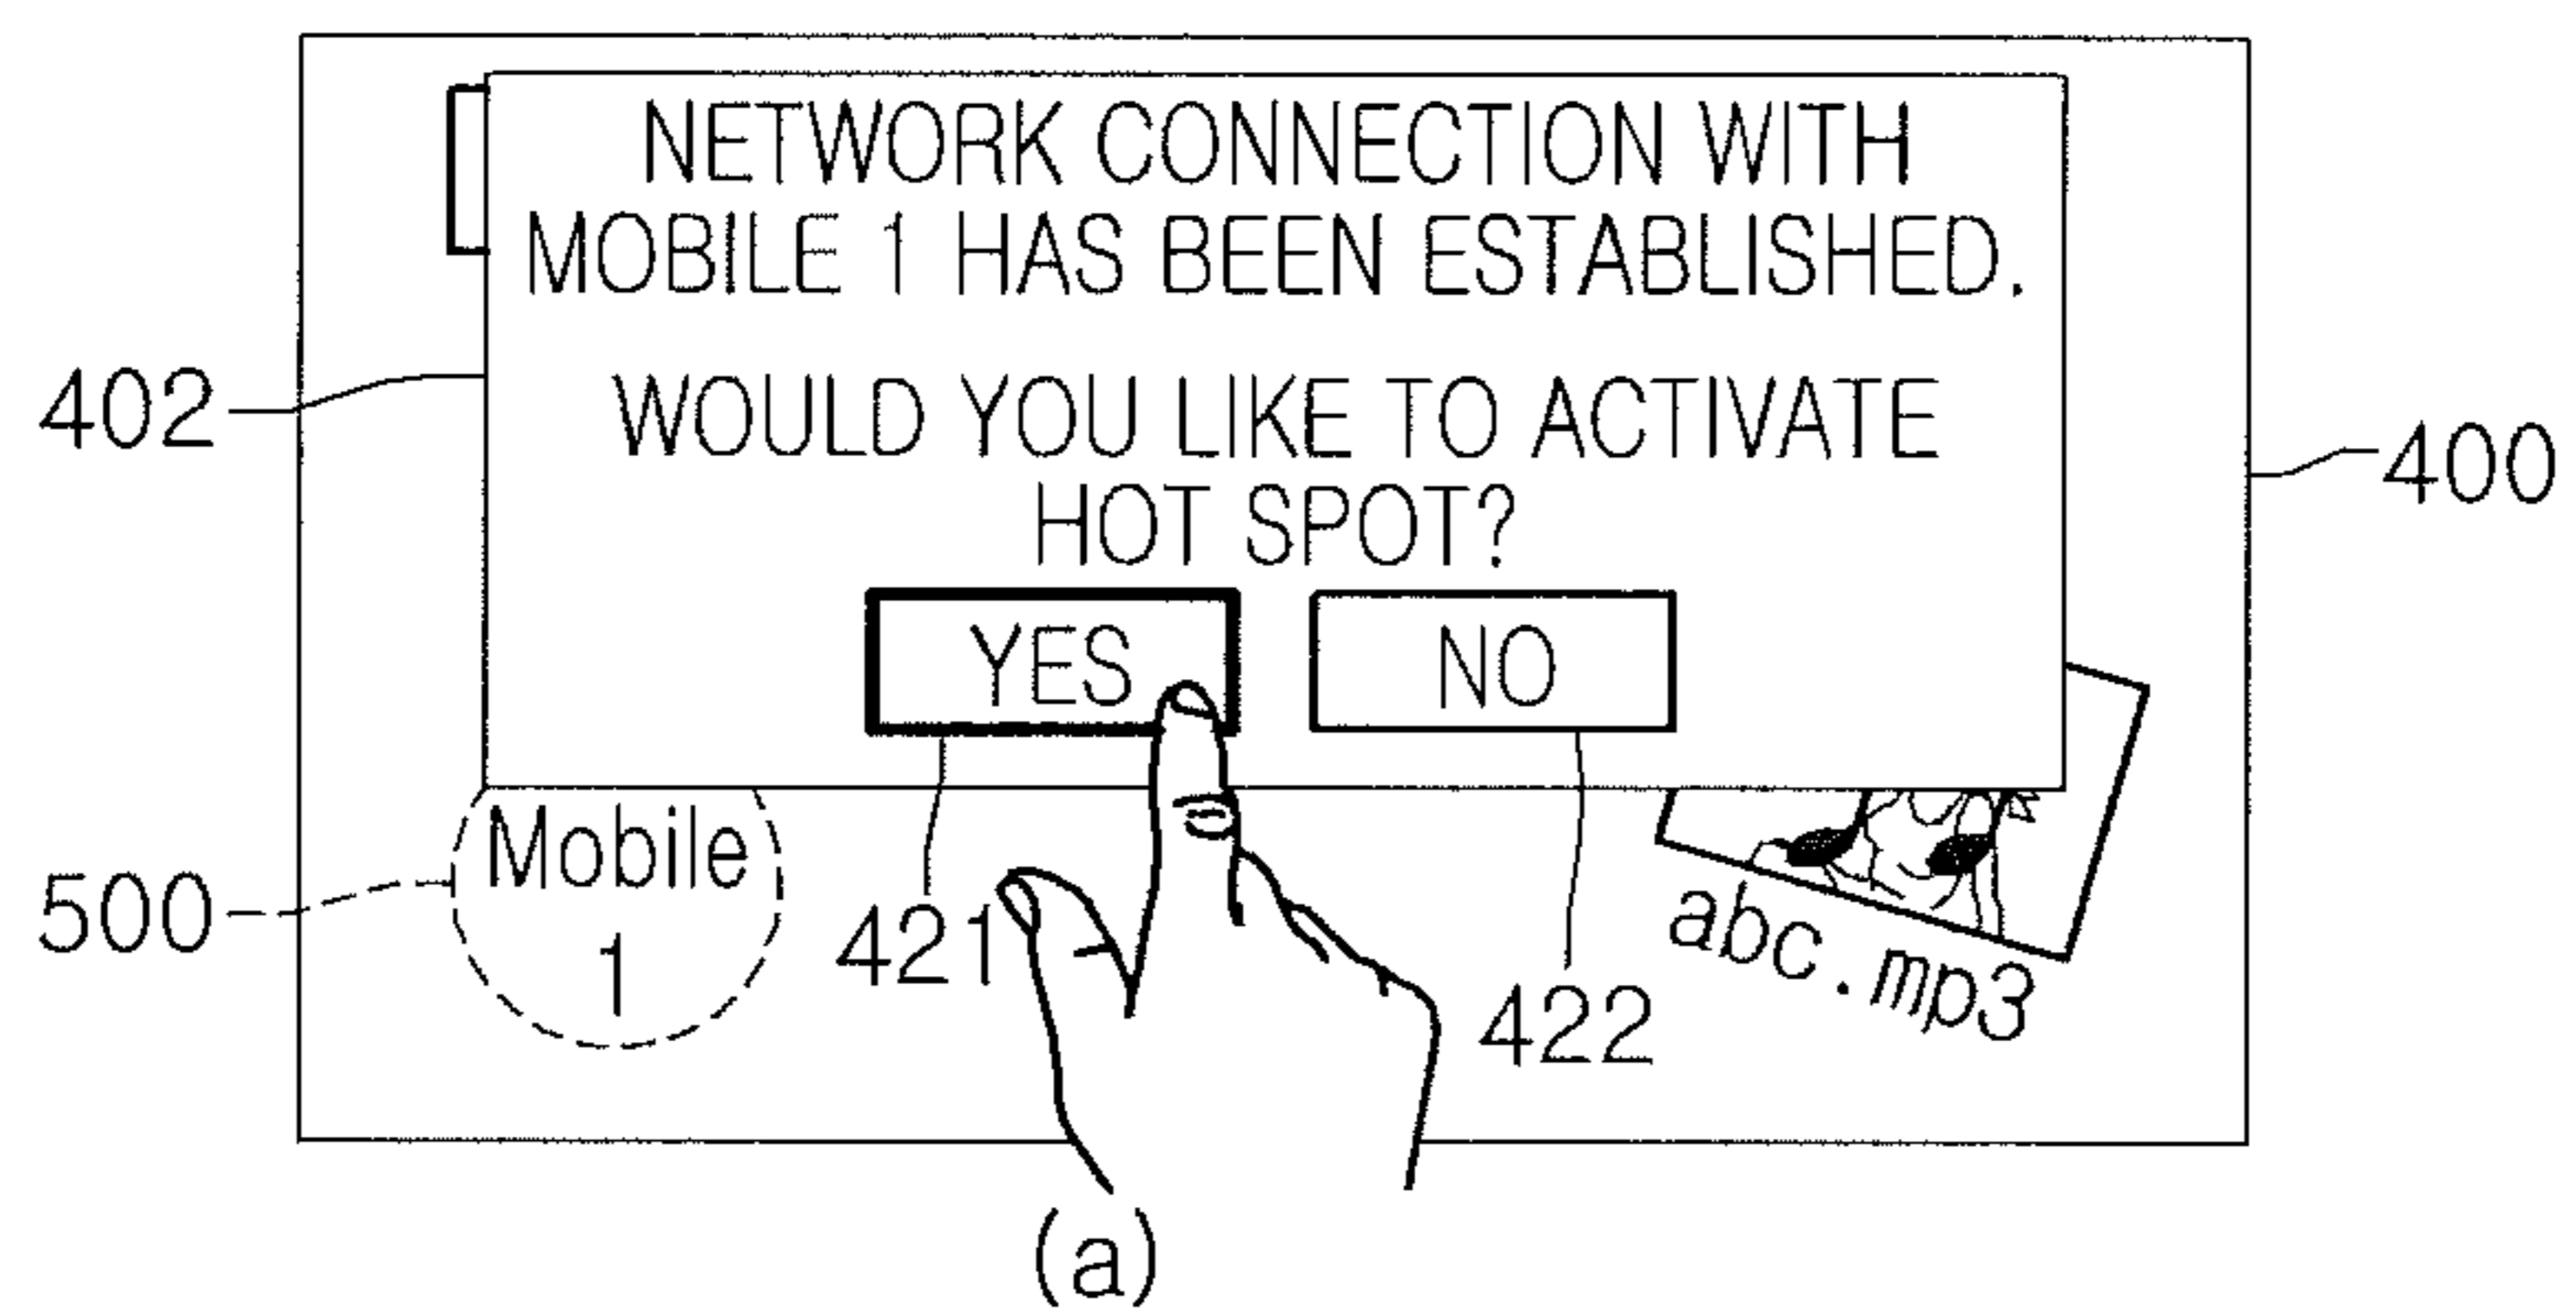 NETWORK CONNECTION WITH
MOBILE 1 HAS BEEN ESTABLISHED.
WOULD YOU LIKE TO ACTIVATE
HOT SPOT?
402
400
YES
NO
Mobile
1
500
421
422
abc.mp3
(a)